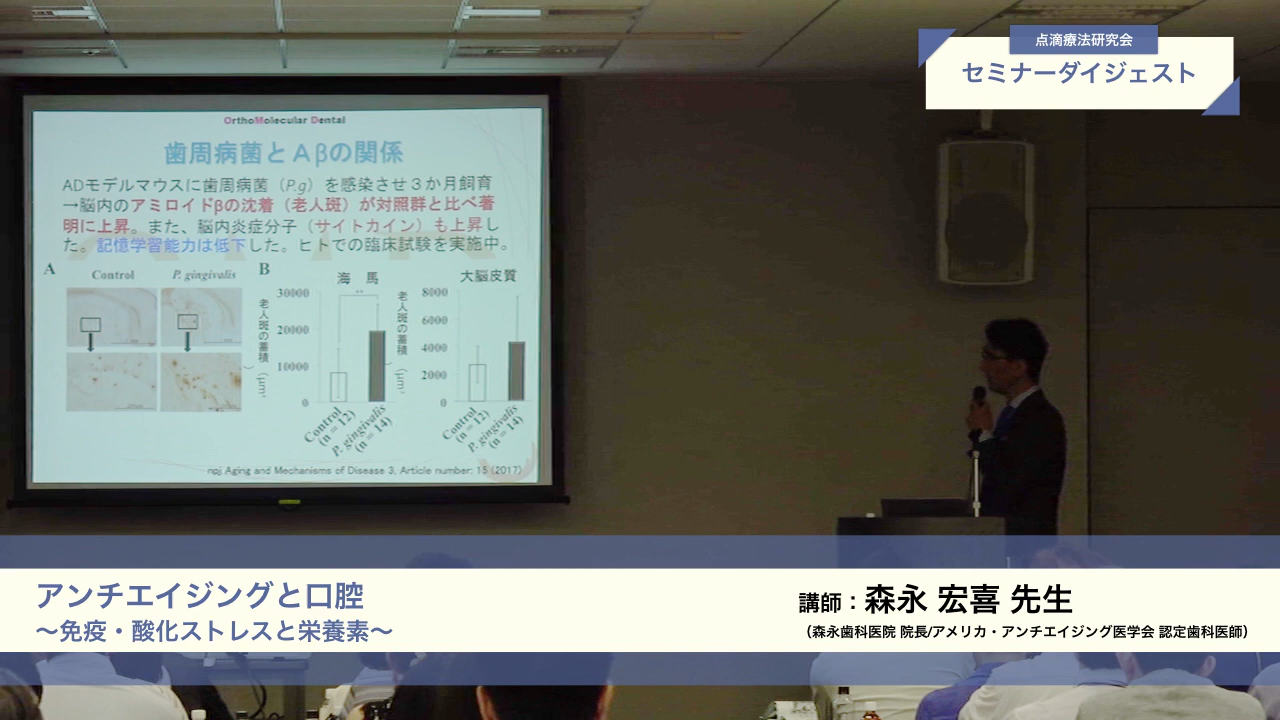 点滴療法研究会
セミナーダイジェスト
OrthoMolecular Dental
歯周病菌とAβの関係
ADモデルマウスに歯周病菌（P.g）を感染させ３か月飼育
→脳内のアミロイドβの沈着（老人斑）が対照群と比べ著
明に上昇。また、脳内炎症分子（サイトカイン）も上昇し
た。記憶学習能力は低下した。ヒトでの臨床試験を実施中。
A
Control
P. gingivalis
B
海 馬
老人斑の蓄積
30000
20000
10000
0
**
Control
(n = 12)
P. gingivalis
(n = 14)
大脳皮質
老人斑の蓄積
8000
6000
4000
2000
0
Control
(n = 12)
P. gingivalis
(n = 14)
npj Aging and Mechanisms of Disease 3, Article number: 15 (2017)
アンチエイジングと口腔
〜免疫・酸化ストレスと栄養素〜
講師：森永 宏喜 先生
（森永歯科医院 院長/アメリカ・アンチエイジング医学会 認定歯科医師）